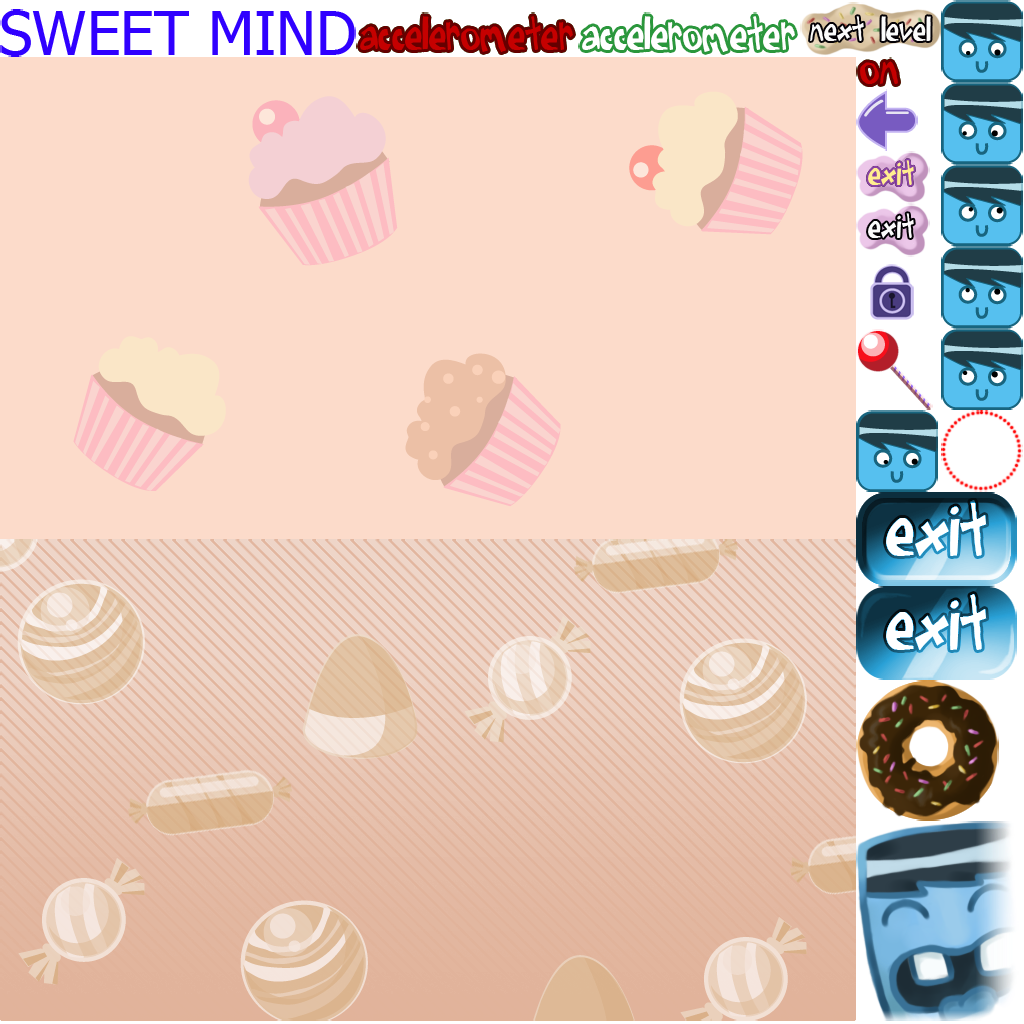 SWEET MIND
accelerometer
accelerometer
next level
on
exit
exit
exit
exit